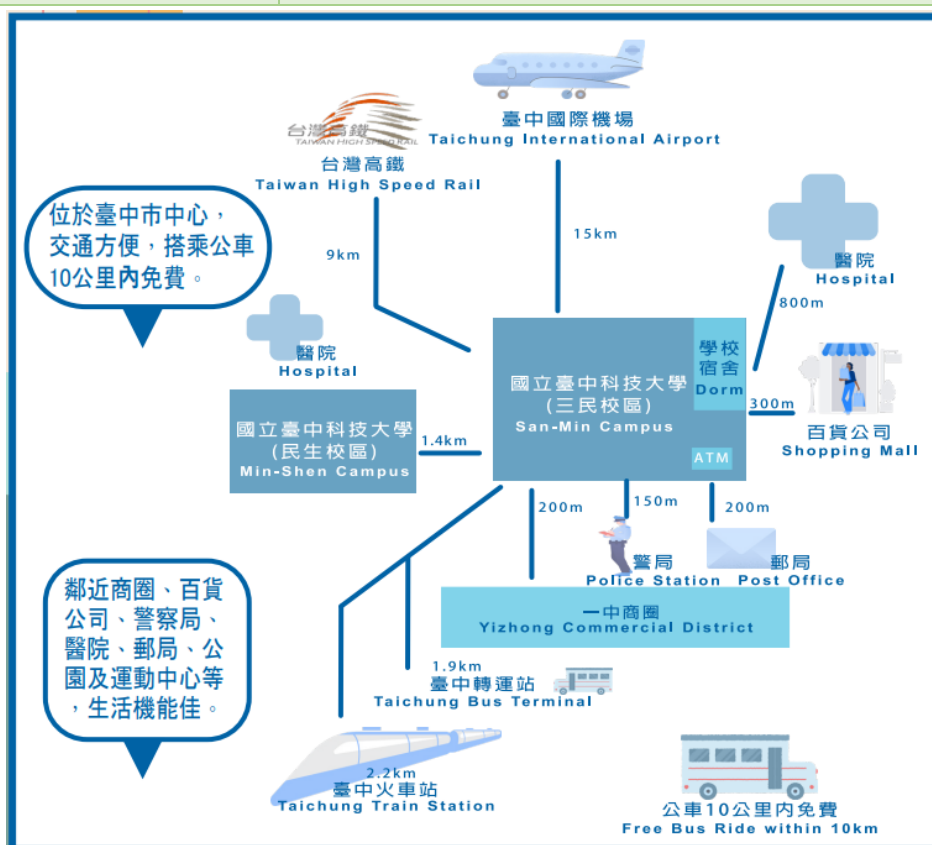 臺中國際機場
Taichung International Airport
台灣高鐵
TAIWAN HIGH SPEED RAIL
台灣高鐵
Taiwan High Speed Rail
位於臺中市中心，
交通方便，搭乘公車
10公里內免費。
9km
15km
醫院
Hospital
800m
醫院
Hospital
學校
宿舍
Dorm
國立臺中科技大學
(三民校區)
San-Min Campus
300m
百貨公司
Shopping Mall
國立臺中科技大學
(民生校區)
Min-Shen Campus
1.4km
ATM
200m
150m
200m
警局
Police Station
郵局
Post Office
一中商圈
Yizhong Commercial District
鄰近商圈、百貨
公司、警察局、
醫院、郵局、公
園及運動中心等
，生活機能佳。
1.9km
臺中轉運站
Taichung Bus Terminal
2.2km
臺中火車站
Taichung Train Station
公車10公里內免費
Free Bus Ride within 10km